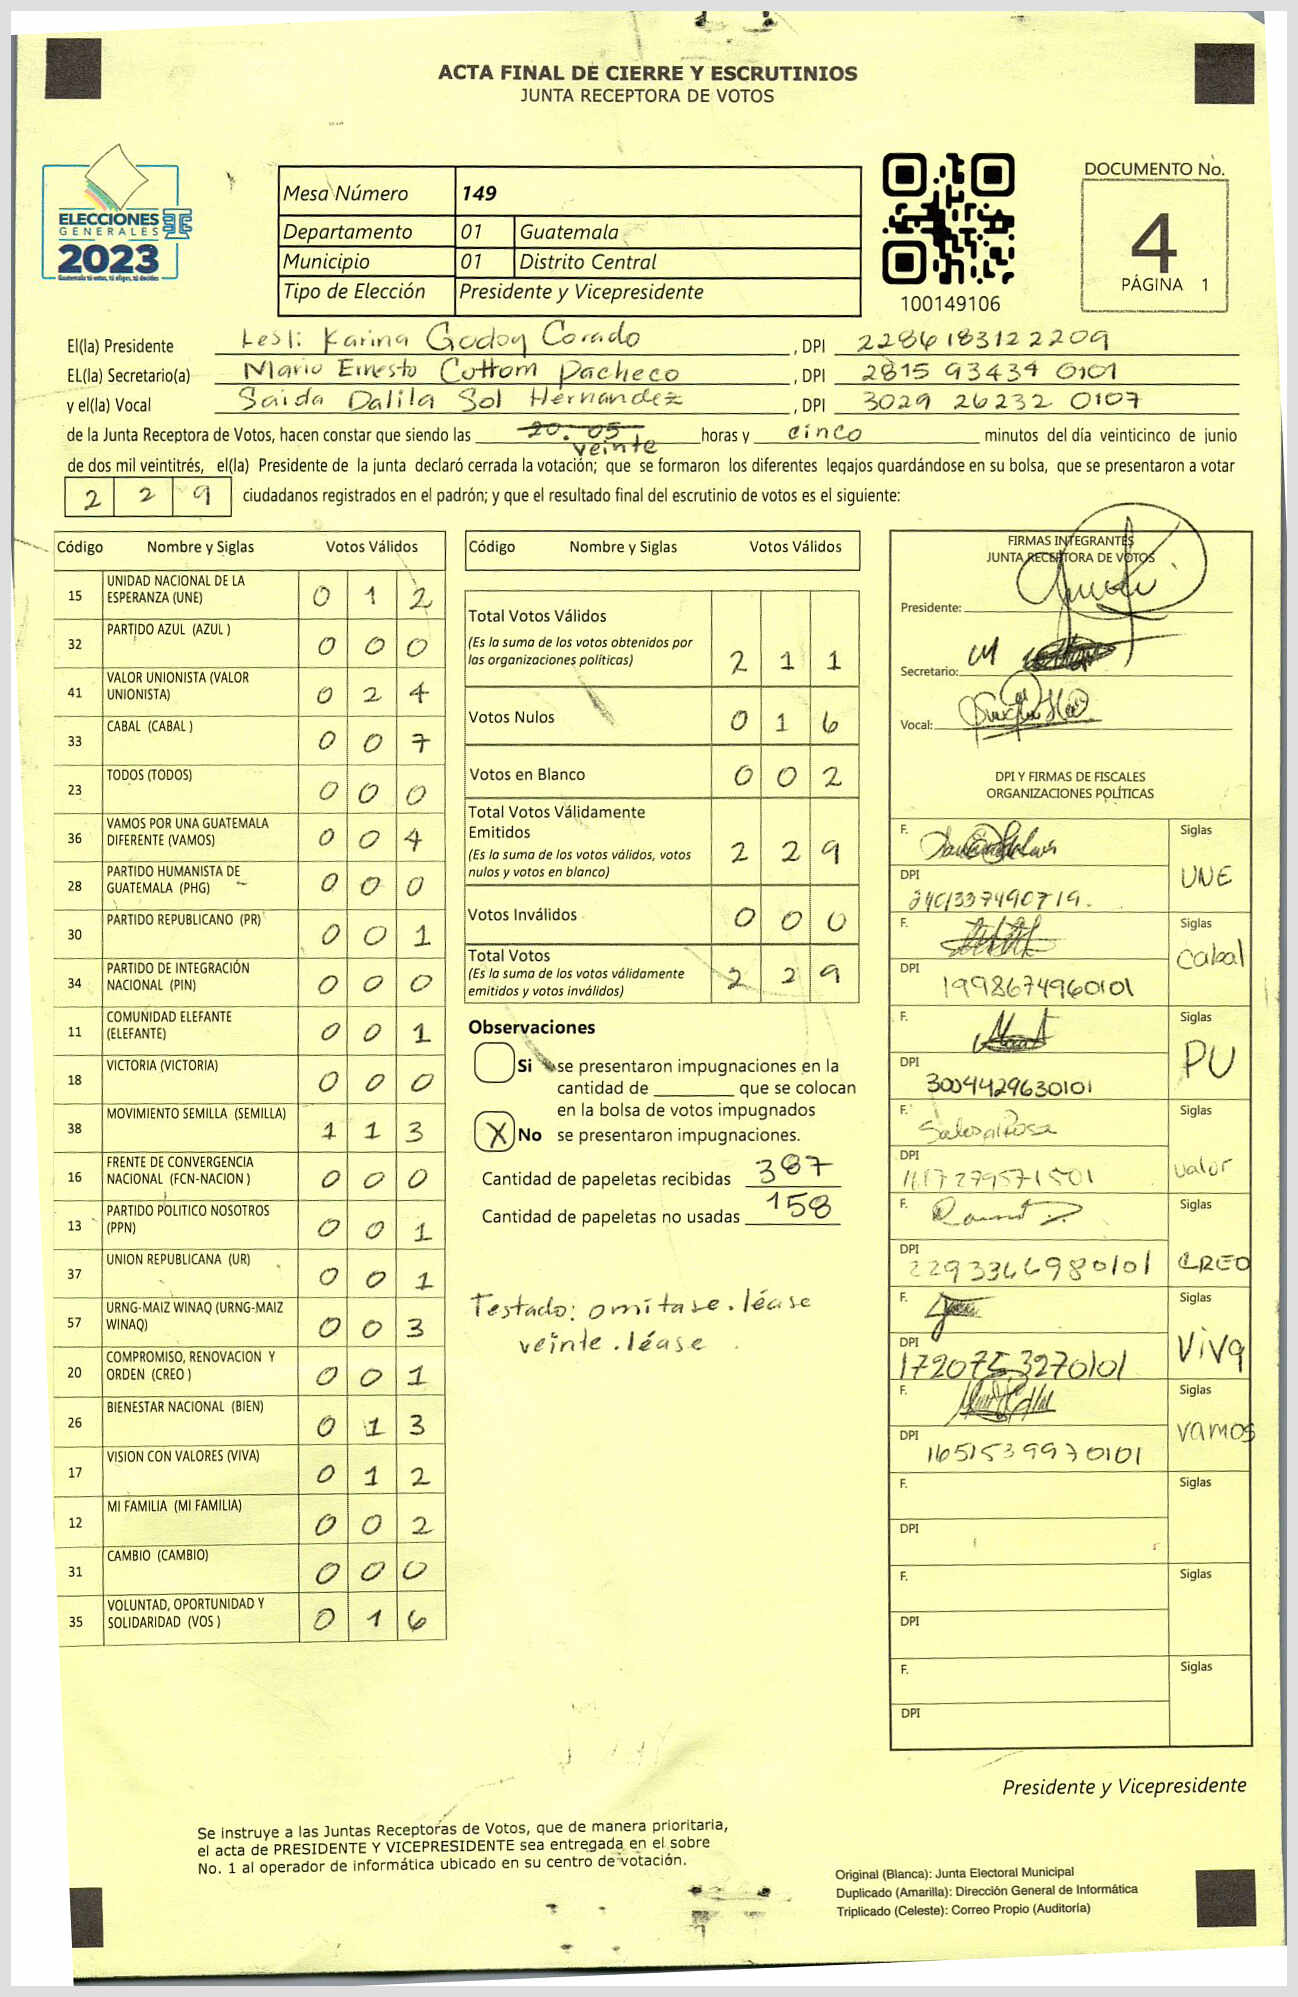 ACTA FINAL DE CIERRE Y ESCRUTINIOS
JUNTA RECEPTORA DE VOTOS
ELECCIONES
GENERALES
2023
Mesa Número 149
Departamento 01 Guatemala
Municipio 01 Distrito Central
Tipo de Elección Presidente y Vicepresidente
100149106
DOCUMENTO No.
4
PÁGINA 1
El(la) Presidente Lesli Karina Godoy Corado , DPI 2286183122209
EL(la) Secretario(a) Mario Ernesto Cottom Pacheco , DPI 2815 93434 0101
y el(la) Vocal Saida Dalila Sol Hernandez , DPI 3029 26232 0107
de la Junta Receptora de Votos, hacen constar que siendo las 20. 05 veinte horas y cinco minutos del día veinticinco de junio
de dos mil veintitrés, el(la) Presidente de la junta declaró cerrada la votación; que se formaron los diferentes legajos quardándose en su bolsa, que se presentaron a votar
2 2 9 ciudadanos registrados en el padrón; y que el resultado final del escrutinio de votos es el siguiente:
Código Nombre y Siglas Votos Válidos
15 UNIDAD NACIONAL DE LA ESPERANZA (UNE) 0 1 2
32 PARTIDO AZUL (AZUL ) 0 0 0
41 VALOR UNIONISTA (VALOR UNIONISTA) 0 2 4
33 CABAL (CABAL ) 0 0 7
23 TODOS (TODOS) 0 0 0
36 VAMOS POR UNA GUATEMALA DIFERENTE (VAMOS) 0 0 4
28 PARTIDO HUMANISTA DE GUATEMALA (PHG) 0 0 0
30 PARTIDO REPUBLICANO (PR) 0 0 1
34 PARTIDO DE INTEGRACIÓN NACIONAL (PIN) 0 0 0
11 COMUNIDAD ELEFANTE (ELEFANTE) 0 0 1
18 VICTORIA (VICTORIA) 0 0 0
38 MOVIMIENTO SEMILLA (SEMILLA) 1 1 3
16 FRENTE DE CONVERGENCIA NACIONAL (FCN-NACION ) 0 0 0
13 PARTIDO POLITICO NOSOTROS (PPN) 0 0 1
37 UNION REPUBLICANA (UR) 0 0 1
57 URNG-MAIZ WINAQ (URNG-MAIZ WINAQ) 0 0 3
20 COMPROMISO, RENOVACION Y ORDEN (CREO ) 0 0 1
26 BIENESTAR NACIONAL (BIEN) 0 1 3
17 VISION CON VALORES (VIVA) 0 1 2
12 MI FAMILIA (MI FAMILIA) 0 0 2
31 CAMBIO (CAMBIO) 0 0 0
35 VOLUNTAD, OPORTUNIDAD Y SOLIDARIDAD (VOS ) 0 1 6
Código Nombre y Siglas Votos Válidos
Total Votos Válidos
(Es la suma de los votos obtenidos por
las organizaciones políticas) 2 1 1
Votos Nulos 0 1 6
Votos en Blanco 0 0 2
Total Votos Válidamente
Emitidos
(Es la suma de los votos válidos, votos
nulos y votos en blanco) 2 2 9
Votos Inválidos 0 0 0
Total Votos
(Es la suma de los votos válidamente
emitidos y votos inválidos) 2 2 9
Observaciones
Si se presentaron impugnaciones en la
cantidad de que se colocan
en la bolsa de votos impugnados
X No se presentaron impugnaciones.
Cantidad de papeletas recibidas 387
Cantidad de papeletas no usadas 158
Testado: omitase.léase
veinte.léase
FIRMAS INTEGRANTES
JUNTA RECEPTORA DE VOTOS
Presidente:
Secretario:
Vocal:
DPI Y FIRMAS DE FISCALES
ORGANIZACIONES POLÍTICAS
F. Siglas UNE
DPI 2401337490719.
F. Siglas Cabal
DPI 1998674960101
F. Siglas PU
DPI 3004429630101
F. Siglas valor
DPI
F. Siglas CREO
DPI 2293366980101
F. Siglas Viva
DPI 1720753270101
F. Siglas vamos
DPI 1651539970101
F. Siglas
DPI
F. Siglas
DPI
F. Siglas
DPI
Presidente y Vicepresidente
Se instruye a las Juntas Receptoras de Votos, que de manera prioritaria,
el acta de PRESIDENTE Y VICEPRESIDENTE sea entregada en el sobre
No. 1 al operador de informática ubicado en su centro de votación.
Original (Blanca): Junta Electoral Municipal
Duplicado (Amarilla): Dirección General de Informática
Triplicado (Celeste): Correo Propio (Auditoría)